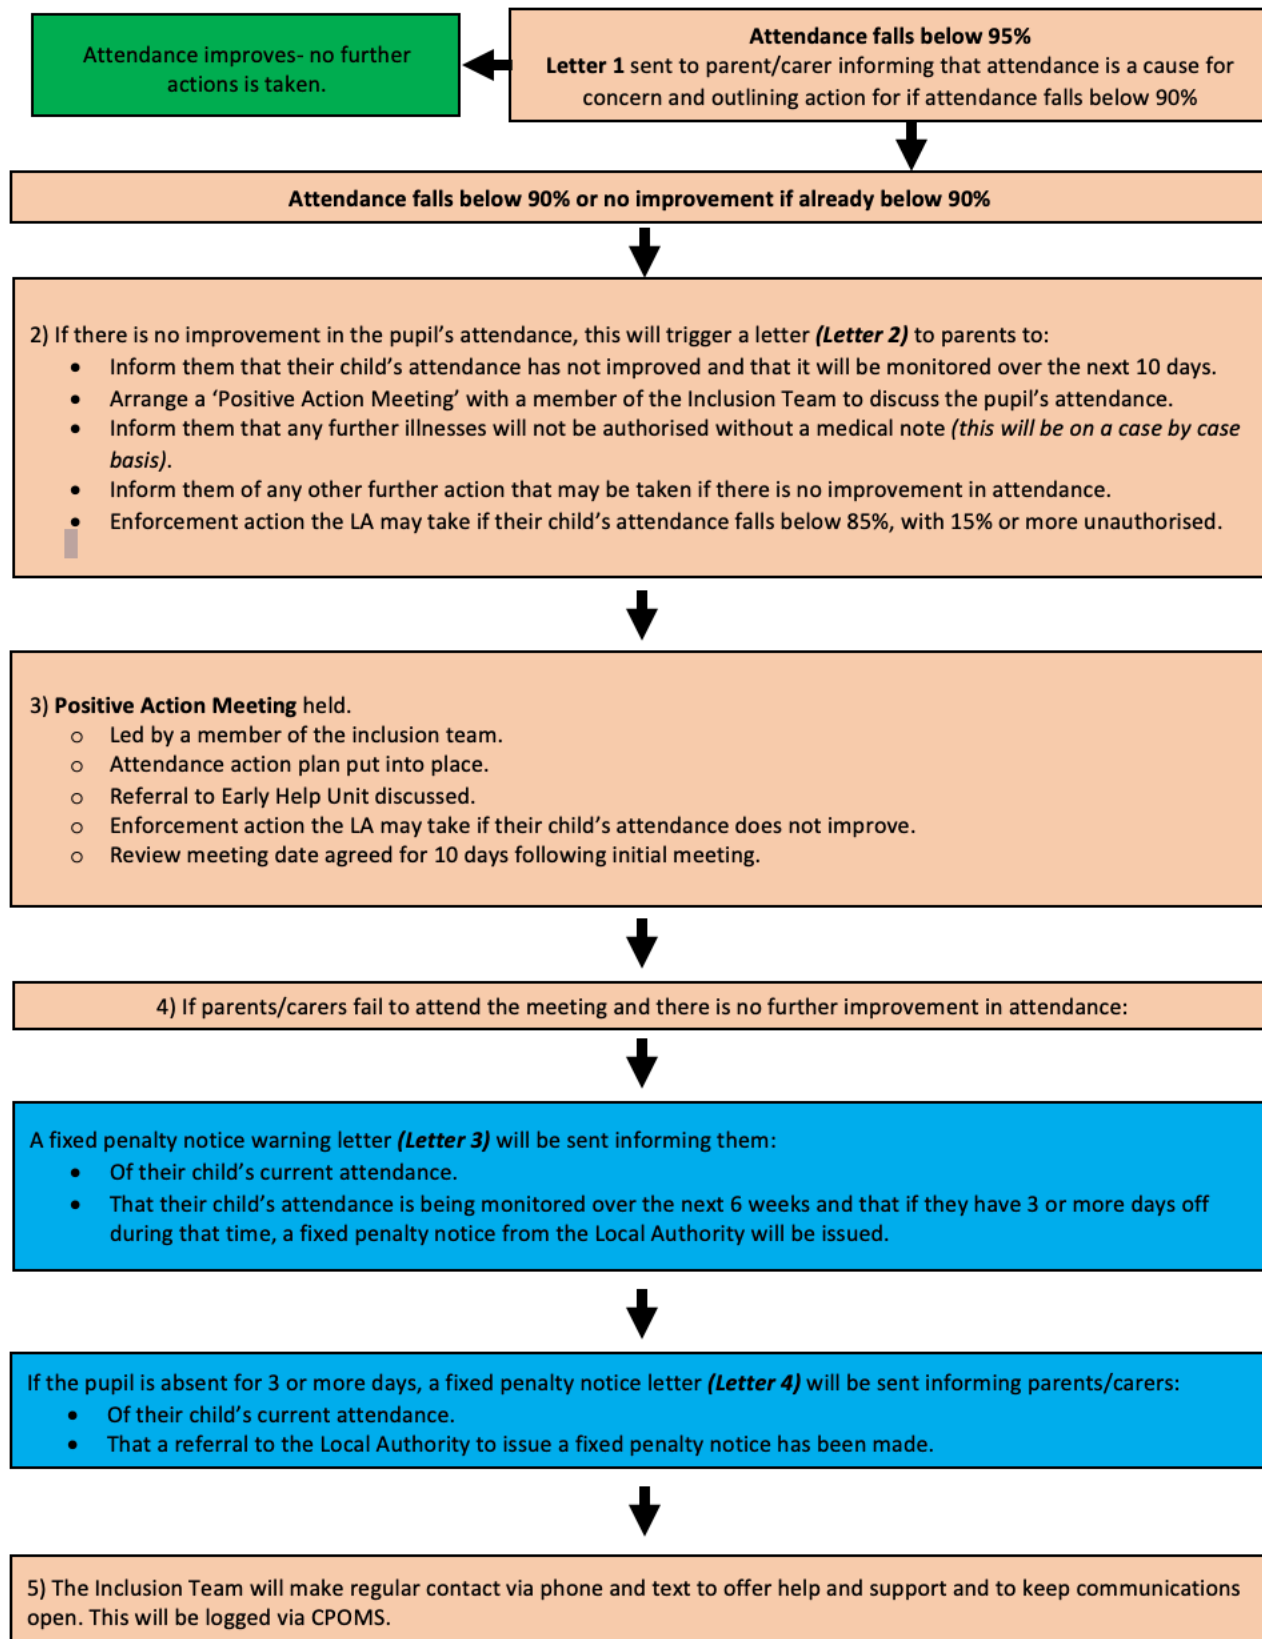 Attendance improves- no further
actions is taken.
Attendance falls below 95%
Letter 1 sent to parent/carer informing that attendance is a cause for
concern and outlining action for if attendance falls below 90%
Attendance falls below 90% or no improvement if already below 90%
2) If there is no improvement in the pupil’s attendance, this will trigger a letter (Letter 2) to parents to:
• Inform them that their child’s attendance has not improved and that it will be monitored over the next 10 days.
• Arrange a ‘Positive Action Meeting’ with a member of the Inclusion Team to discuss the pupil’s attendance.
• Inform them that any further illnesses will not be authorised without a medical note (this will be on a case by case
basis).
• Inform them of any other further action that may be taken if there is no improvement in attendance.
• Enforcement action the LA may take if their child’s attendance falls below 85%, with 15% or more unauthorised.
3) Positive Action Meeting held.
o Led by a member of the inclusion team.
o Attendance action plan put into place.
o Referral to Early Help Unit discussed.
o Enforcement action the LA may take if their child’s attendance does not improve.
o Review meeting date agreed for 10 days following initial meeting.
4) If parents/carers fail to attend the meeting and there is no further improvement in attendance:
A fixed penalty notice warning letter (Letter 3) will be sent informing them:
• Of their child’s current attendance.
• That their child’s attendance is being monitored over the next 6 weeks and that if they have 3 or more days off
during that time, a fixed penalty notice from the Local Authority will be issued.
If the pupil is absent for 3 or more days, a fixed penalty notice letter (Letter 4) will be sent informing parents/carers:
• Of their child’s current attendance.
• That a referral to the Local Authority to issue a fixed penalty notice has been made.
5) The Inclusion Team will make regular contact via phone and text to offer help and support and to keep communications
open. This will be logged via CPOMS.